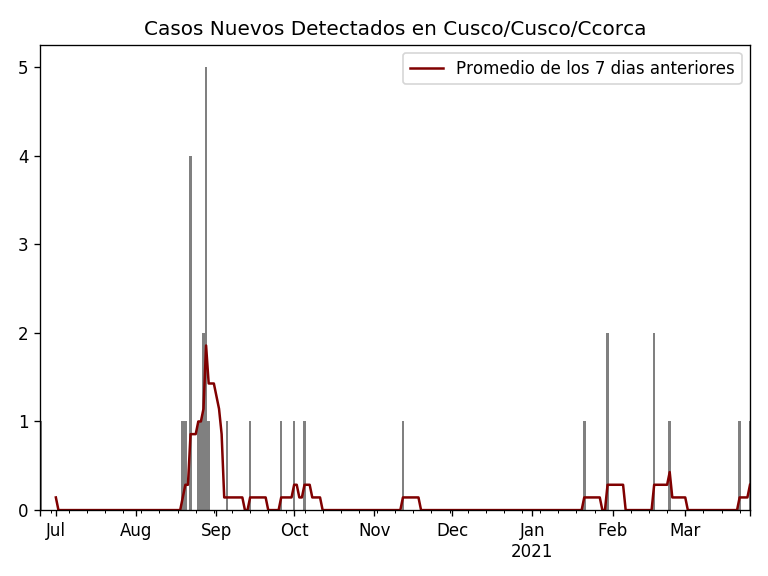 Casos Nuevos Detectados en Cusco/Cusco/Ccorca
Promedio de los 7 dias anteriores
5
4
3
2
1
0
Jul Aug Sep Oct Nov Dec Jan Feb Mar
2021